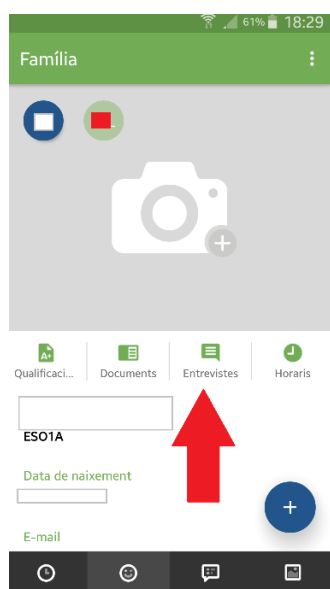 61% 18:29
Família
A+
Qualificaci... Documents Entrevistes Horaris
ESO1A
Data de naixement
E-mail